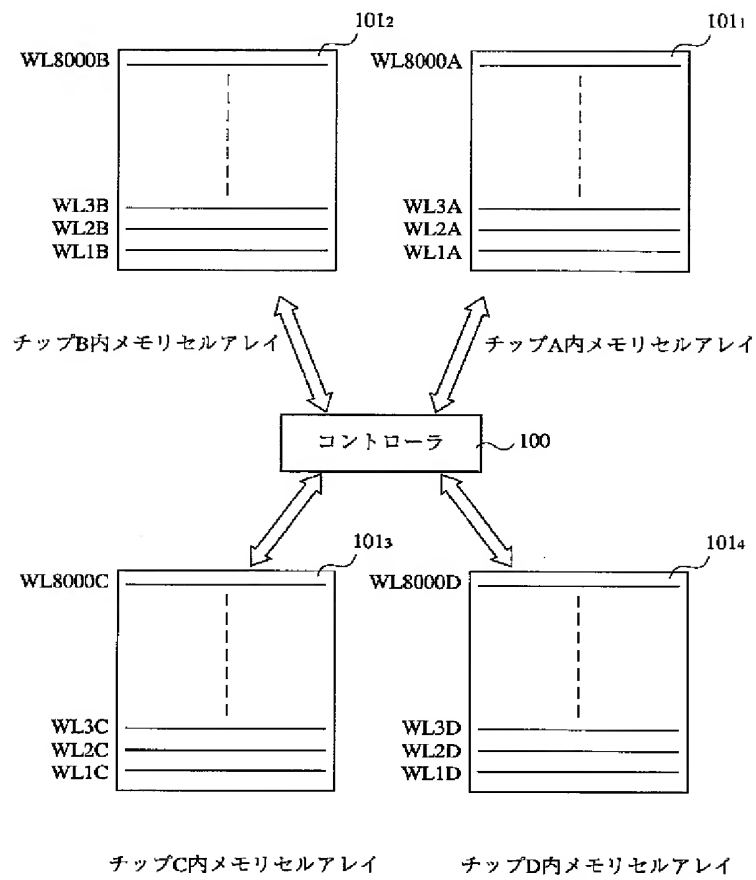 101₂
WL8000B
WL3B
WL2B
WL1B
チップB内メモリセルアレイ
101₁
WL8000A
WL3A
WL2A
WL1A
チップA内メモリセルアレイ
コントローラ
100
101₃
WL8000C
WL3C
WL2C
WL1C
チップC内メモリセルアレイ
101₄
WL8000D
WL3D
WL2D
WL1D
チップD内メモリセルアレイ